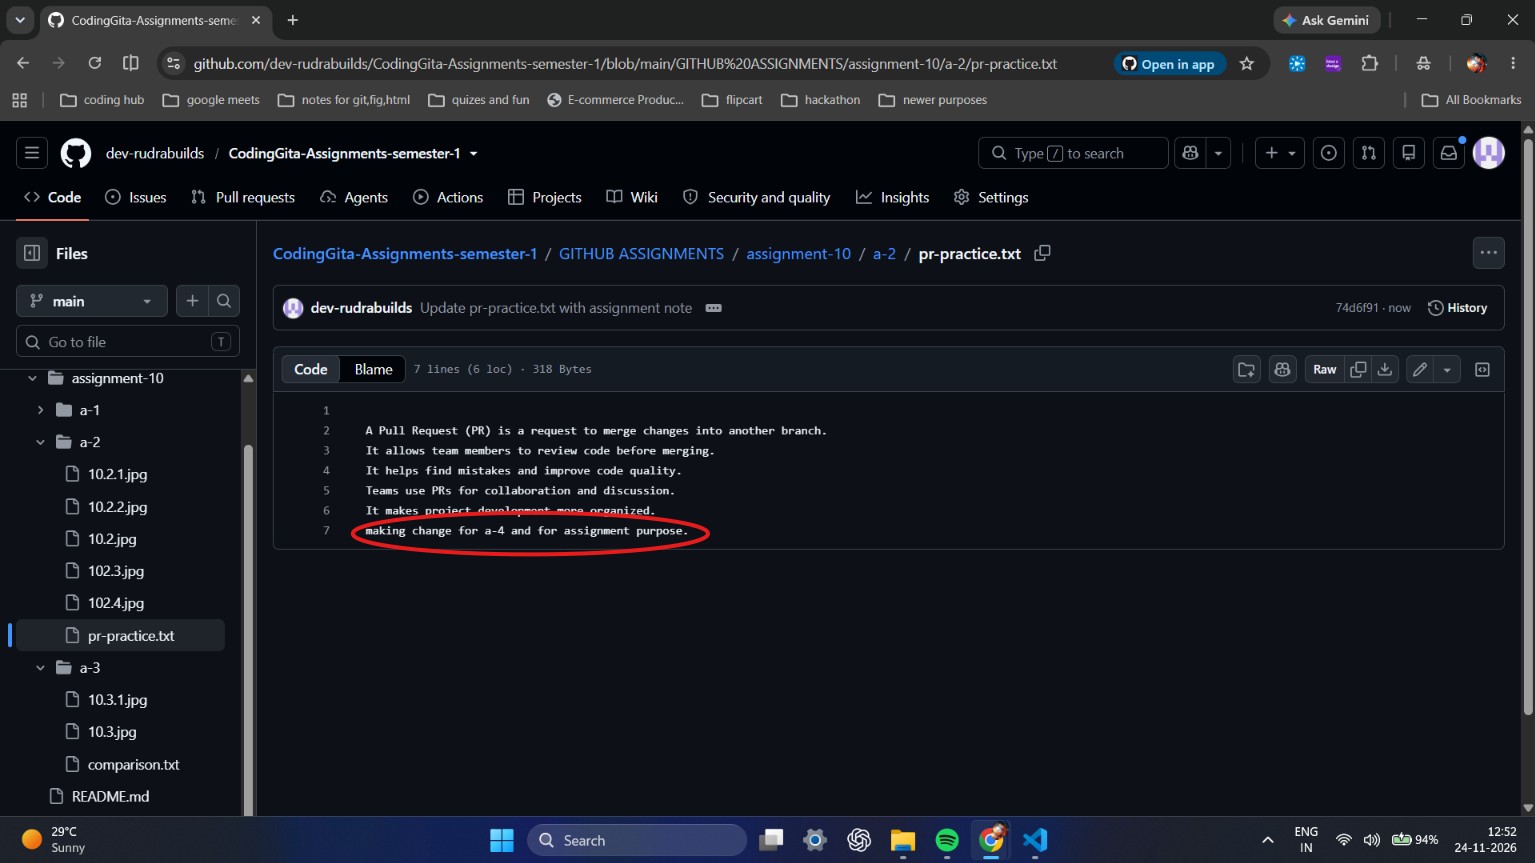 CodingGita-Assignments-seme
Ask Gemini
github.com/dev-rudrabuilds/CodingGita-Assignments-semester-1/blob/main/GITHUB%20ASSIGNMENTS/assignment-10/a-2/pr-practice.txt
Open in app
coding hub
google meets
notes for git,fig,html
quizes and fun
E-commerce Produc...
flipcart
hackathon
newer purposes
All Bookmarks
dev-rudrabuilds / CodingGita-Assignments-semester-1
Type / to search
Code
Issues
Pull requests
Agents
Actions
Projects
Wiki
Security and quality
Insights
Settings
Files
main
Go to file
T
assignment-10
a-1
a-2
10.2.1.jpg
10.2.2.jpg
10.2.jpg
102.3.jpg
102.4.jpg
pr-practice.txt
a-3
10.3.1.jpg
10.3.jpg
comparison.txt
README.md
CodingGita-Assignments-semester-1 / GITHUB ASSIGNMENTS / assignment-10 / a-2 / pr-practice.txt
dev-rudrabuilds Update pr-practice.txt with assignment note
74d6f91 · now
History
Code
Blame
7 lines (6 loc) · 318 Bytes
Raw
1
2 A Pull Request (PR) is a request to merge changes into another branch.
3 It allows team members to review code before merging.
4 It helps find mistakes and improve code quality.
5 Teams use PRs for collaboration and discussion.
6 It makes project development more organized.
7 making change for a-4 and for assignment purpose.
29°C
Sunny
Search
ENG
IN
94%
12:52
24-11-2026